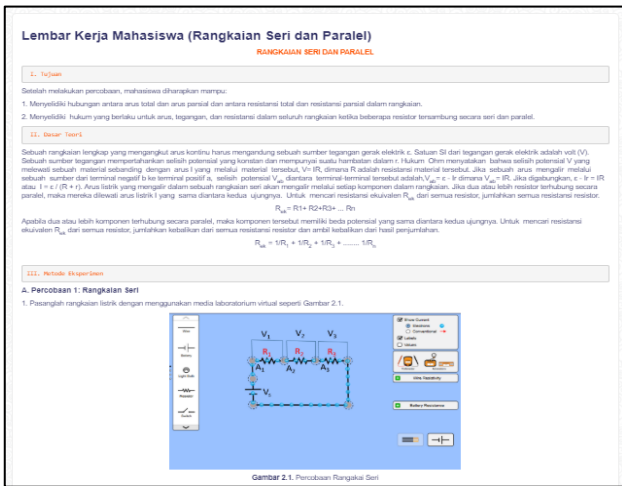 Lembar Kerja Mahasiswa (Rangkaian Seri dan Paralel)
RANGKAIAN SERI DAN PARALEL
I. Tujuan
Setelah melakukan percobaan, mahasiswa diharapkan mampu:
1. Menyelidiki hubungan antara arus total dan arus parsial dan antara resistansi total dan resistansi parsial dalam rangkaian.
2. Menyelidiki hukum yang berlaku untuk arus, tegangan, dan resistansi dalam seluruh rangkaian ketika beberapa resistor tersambung secara seri dan paralel.
II. Dasar Teori
Sebuah rangkaian lengkap yang mengangkut arus kontinu harus mengandung sebuah sumber tegangan gerak elektrik ε. Satuan SI dari tegangan gerak elektrik adalah volt (V).
Sebuah sumber tegangan mempertahankan selisih potensial yang konstan dan mempunyai suatu hambatan dalam r. Hukum Ohm menyatakan bahwa selisih potensial V yang
melewati sebuah material sebanding dengan arus I yang melalui material tersebut, V= IR, dimana R adalah resistansi material tersebut. Jika sebuah arus mengalir melalui
sebuah sumber dari terminal negatif b ke terminal positif a, selisih potensial V_ab diantara terminal-terminal tersebut adalah, V_ab= ε - Ir dimana V_ab= IR. Jika digabungkan, ε - Ir = IR
atau I = ε / (R + r). Arus listrik yang mengalir dalam sebuah rangkaian seri akan mengalir melalui setiap komponen dalam rangkaian. Jika dua atau lebih resistor terhubung secara
paralel, maka mereka dilewati arus listrik I yang sama diantara kedua ujungnya. Untuk mencari resistansi ekuivalen R_ek dari semua resistor, jumlahkan semua resistansi resistor.
R_ek = R1+ R2+R3+ ... Rn
Apabila dua atau lebih komponen terhubung secara paralel, maka komponen tersebut memiliki beda potensial yang sama diantara kedua ujungnya. Untuk mencari resistansi
ekuivalen R_ek dari semua resistor, jumlahkan kebalikan dari semua resistansi resistor dan ambil kebalikan dari hasil penjumlahan.
R_ek = 1/R₁ + 1/R₂ + 1/R₃ + ........ 1/Rₙ
III. Metode Eksperimen
A. Percobaan 1: Rangkaian Seri
1. Pasanglah rangkaian listrik dengan menggunakan media laboratorium virtual seperti Gambar 2.1.
Wire
Battery
Light Bulb
Resistor
Switch
V₁ V₂ V₃
R₁ R₂ R₃
A₁ A₂ A₃
Show Current
Electrons
Conventional
Labels
Values
Wire Resistivity
Battery Resistance
Gambar 2.1. Percobaan Rangkai Seri